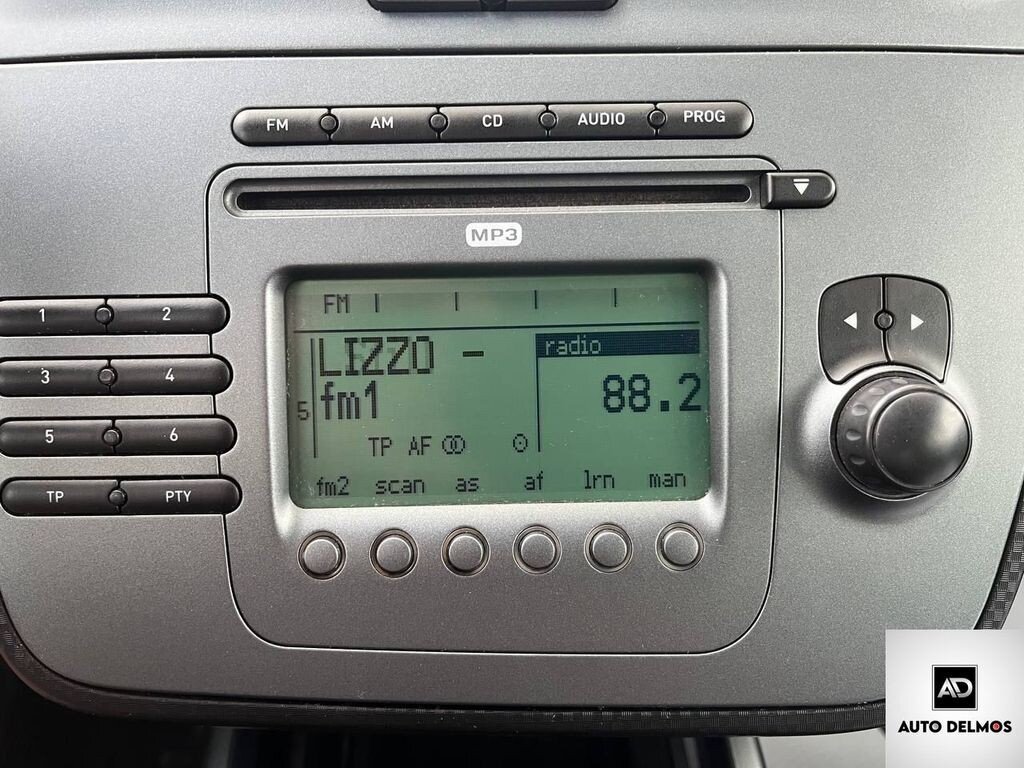 FM AM CD AUDIO PROG
MP3
1 2
3 4
5 6
TP PTY
FM
LIZZO -
radio
5 fm1
88.2
TP AF
fm2 scan as af lrn man
AD
AUTO DELMOS